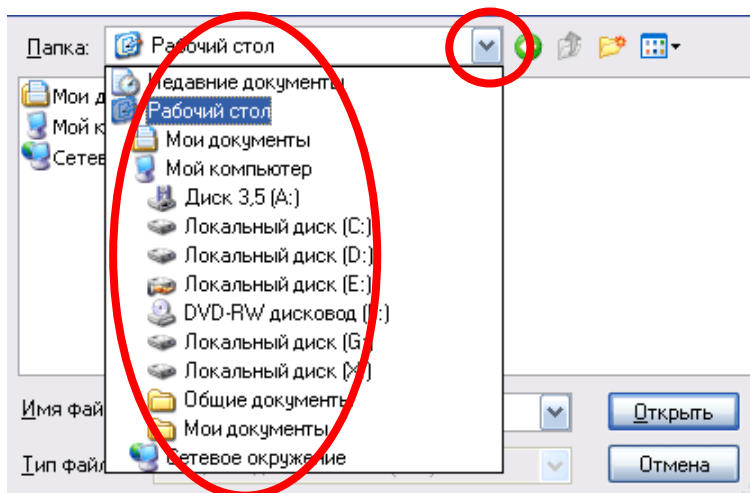 Папка: Рабочий стол
Недавние документы
Рабочий стол
Мои документы
Мой компьютер
Диск 3,5 (A:)
Локальный диск (C:)
Локальный диск (D:)
Локальный диск (E:)
DVD-RW дисковод
Локальный диск (G:)
Локальный диск (X:)
Общие документы
Мои документы
Сетевое окружение
Мои д
Мой к
Сетев
Имя фай
Открыть
Тип файл
Отмена